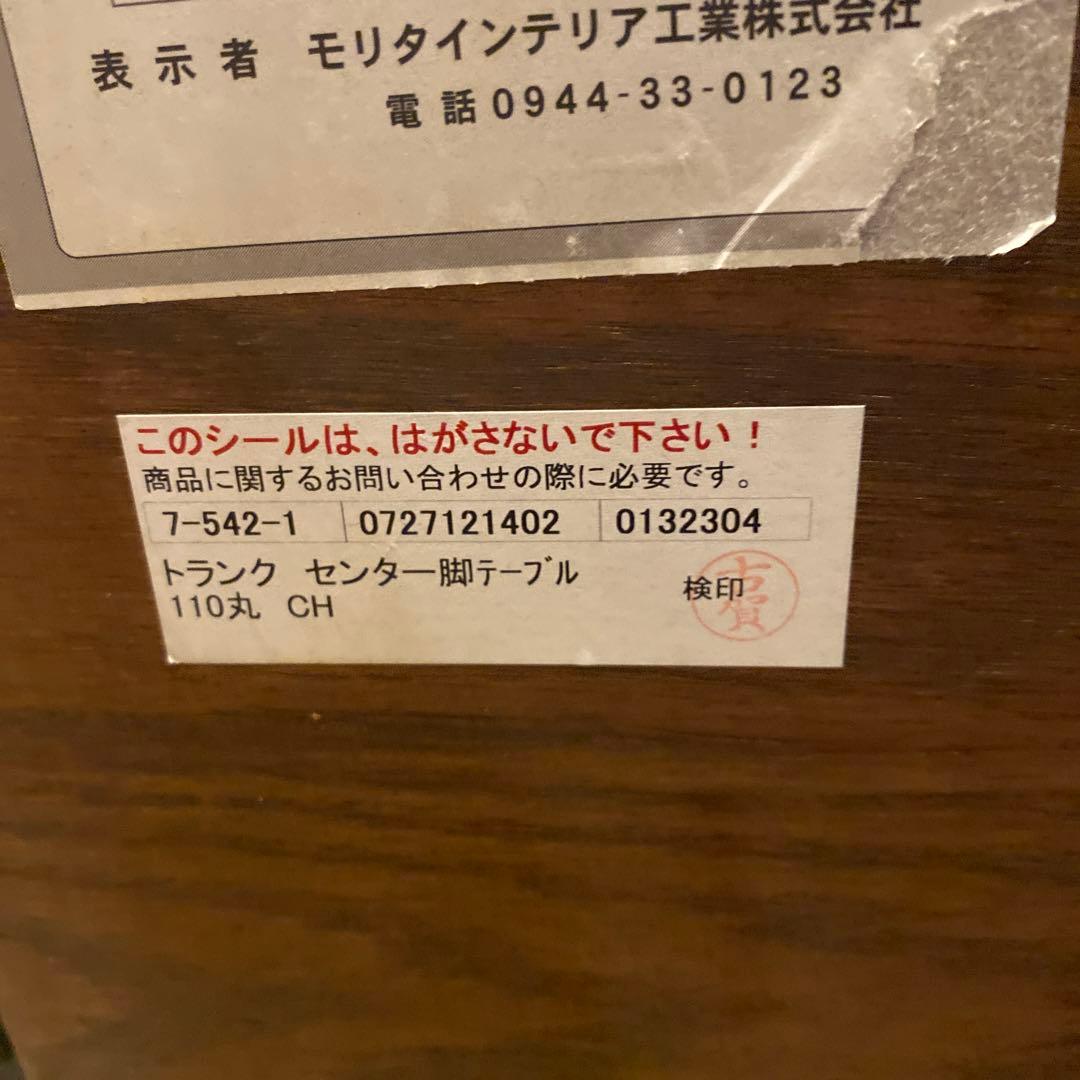 表示者 モリタインテリア工業株式会社
電話0944-33-0123
このシールは、はがさないで下さい！
商品に関するお問い合わせの際に必要です。
7-542-1 0727121402 0132304
トランク センター脚テーブル
110丸 CH
検印 古賀